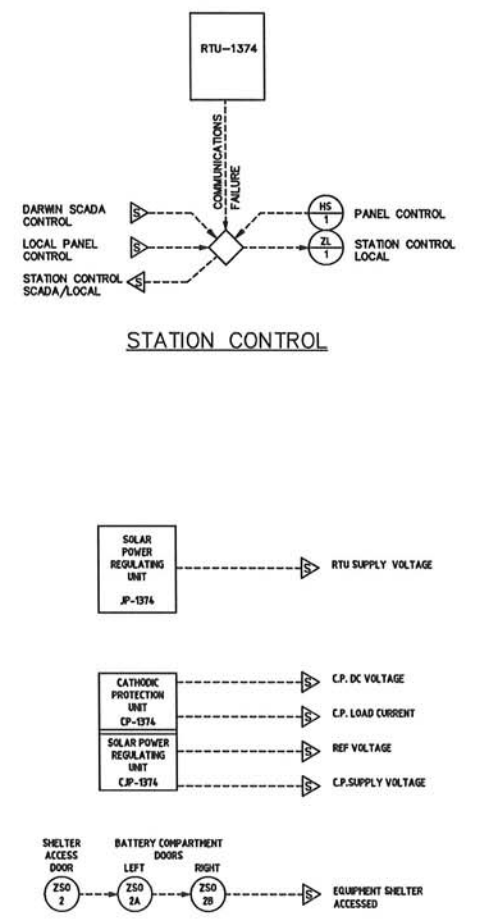 RTU-1374
COMMUNICATIONS
FAILURE
DARWIN SCADA
CONTROL
S
HS
1
PANEL CONTROL
LOCAL PANEL
CONTROL
S
ZL
1
STATION CONTROL
LOCAL
STATION CONTROL
SCADA/LOCAL
S
STATION CONTROL
SOLAR
POWER
REGULATING
UNIT
JP-1374
S
RTU SUPPLY VOLTAGE
CATHODIC
PROTECTION
UNIT
CP-1374
S
C.P. DC VOLTAGE
S
C.P. LOAD CURRENT
SOLAR POWER
REGULATING
UNIT
CJP-1374
S
REF VOLTAGE
S
C.P.SUPPLY VOLTAGE
SHELTER
ACCESS
DOOR
BATTERY COMPARTMENT
DOORS
LEFT
RIGHT
ZSO
2
ZSO
2A
ZSO
2B
S
EQUIPMENT SHELTER
ACCESSED